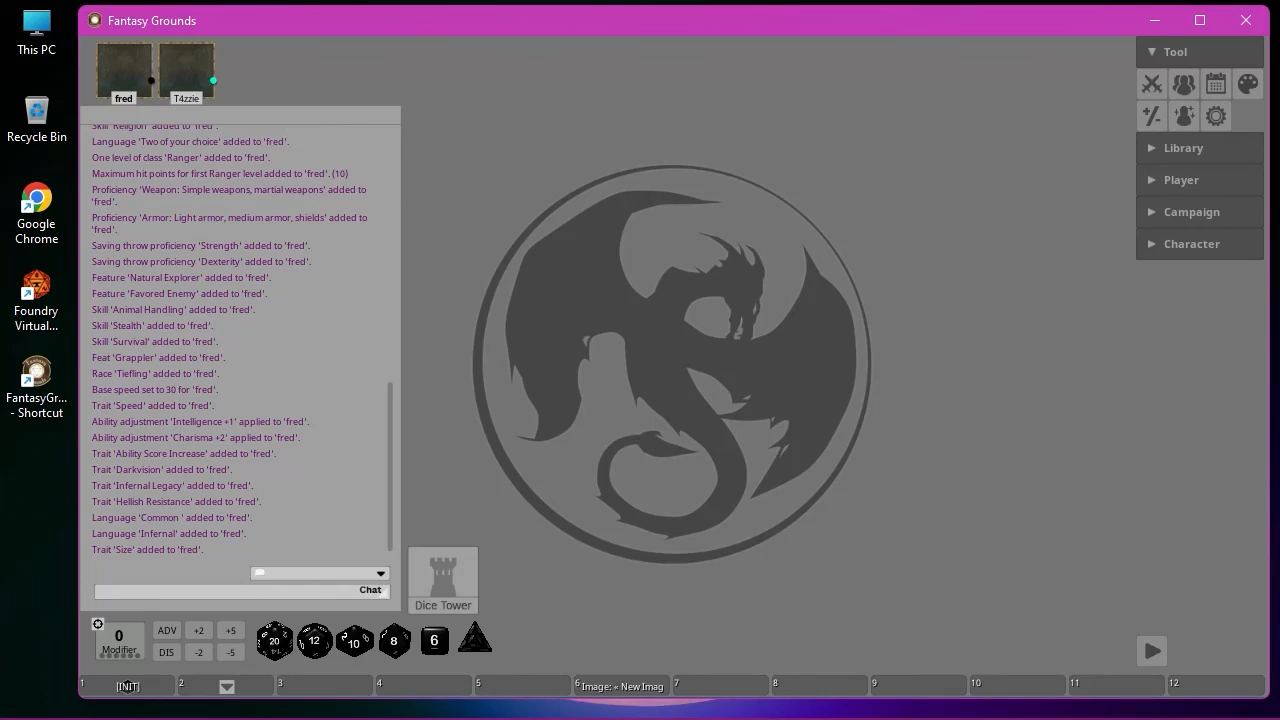 This PC
Recycle Bin
Google
Chrome
Foundry
Virtual...
FantasyGr...
- Shortcut
Fantasy Grounds
fred
T4zzie
Skill 'Religion' added to 'fred'.
Language 'Two of your choice' added to 'fred'.
One level of class 'Ranger' added to 'fred'.
Maximum hit points for first Ranger level added to 'fred'. (10)
Proficiency 'Weapon: Simple weapons, martial weapons' added to
'fred'.
Proficiency 'Armor: Light armor, medium armor, shields' added to
'fred'.
Saving throw proficiency 'Strength' added to 'fred'.
Saving throw proficiency 'Dexterity' added to 'fred'.
Feature 'Natural Explorer' added to 'fred'.
Feature 'Favored Enemy' added to 'fred'.
Skill 'Animal Handling' added to 'fred'.
Skill 'Stealth' added to 'fred'.
Skill 'Survival' added to 'fred'.
Feat 'Grappler' added to 'fred'.
Race 'Tiefling' added to 'fred'.
Base speed set to 30 for 'fred'.
Trait 'Speed' added to 'fred'.
Ability adjustment 'Intelligence +1' applied to 'fred'.
Ability adjustment 'Charisma +2' applied to 'fred'.
Trait 'Ability Score Increase' added to 'fred'.
Trait 'Darkvision' added to 'fred'.
Trait 'Infernal Legacy' added to 'fred'.
Trait 'Hellish Resistance' added to 'fred'.
Language 'Common ' added to 'fred'.
Language 'Infernal' added to 'fred'.
Trait 'Size' added to 'fred'.
Chat
Dice Tower
Tool
Library
Player
Campaign
Character
0
Modifier
ADV +2 +5
DIS -2 -5
20 12 10 8 6
1 [INIT] 2 3 4 5 6 Image: « New Imag 7 8 9 10 11 12